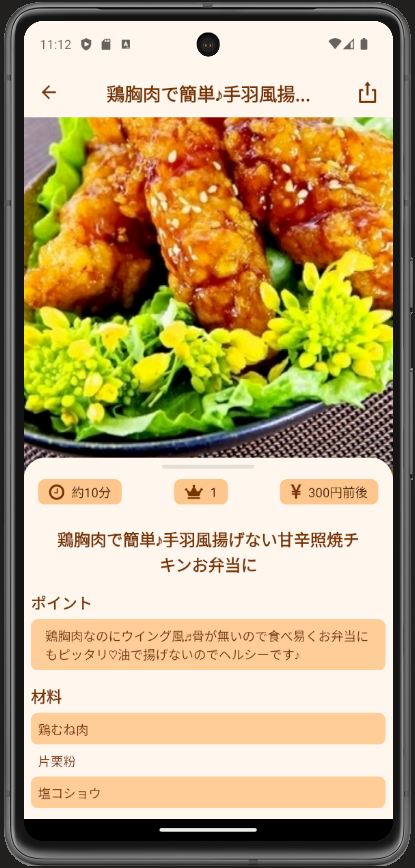 11:12
鶏胸肉で簡単♪手羽風揚...
約10分
1
¥ 300円前後
鶏胸肉で簡単♪手羽風揚げない甘辛照焼チ
キンお弁当に
ポイント
鶏胸肉なのにウイング風♬骨が無いので食べ易くお弁当に
もピッタリ♡油で揚げないのでヘルシーです♪
材料
鶏むね肉
片栗粉
塩コショウ